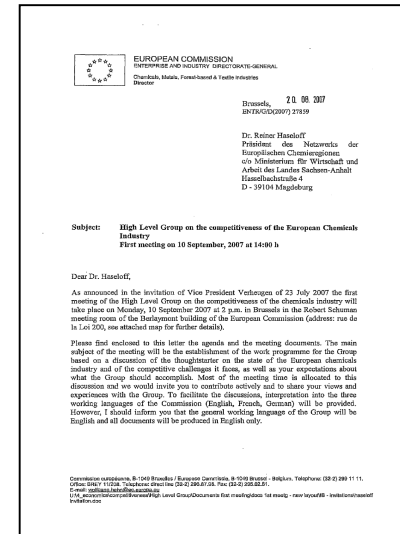 EUROPEAN COMMISSION
ENTERPRISE AND INDUSTRY DIRECTORATE-GENERAL
Chemicals, Metals, Forest-based & Textile Industries
Director
Brussels, 20. 08. 2007
ENTR/G/D(2007) 27859
Dr. Reiner Haseloff
Präsident des Netzwerks der
Europäischen Chemieregionen
c/o Ministerium für Wirtschaft und
Arbeit des Landes Sachsen-Anhalt
Hasselbachstraße 4
D - 39104 Magdeburg
Subject: High Level Group on the competitiveness of the European Chemicals
Industry
First meeting on 10 September, 2007 at 14:00 h
Dear Dr. Haseloff,
As announced in the invitation of Vice President Verheugen of 23 July 2007 the first
meeting of the High Level Group on the competitiveness of the chemicals industry will
take place on Monday, 10 September 2007 at 2 p.m. in Brussels in the Robert Schuman
meeting room of the Berlaymont building of the European Commission (address: rue de
la Loi 200, see attached map for further details).
Please find enclosed to this letter the agenda and the meeting documents. The main
subject of the meeting will be the establishment of the work programme for the Group
based on a discussion of the thoughtstarter on the state of the European chemicals
industry and of the competitive challenges it faces, as well as your expectations about
what the Group should accomplish. Most of the meeting time is allocated to this
discussion and we would invite you to contribute actively and to share your views and
experiences with the Group. To facilitate the discussions, interpretation into the three
working languages of the Commission (English, French, German) will be provided.
However, I should inform you that the general working language of the Group will be
English and all documents will be produced in English only.
Commission européenne, B-1049 Bruxelles / Europese Commissie, B-1049 Brussel - Belgium. Telephone: (32-2) 299 11 11.
Office: BREY 11/238. Telephone: direct line (32-2)
E-mail: